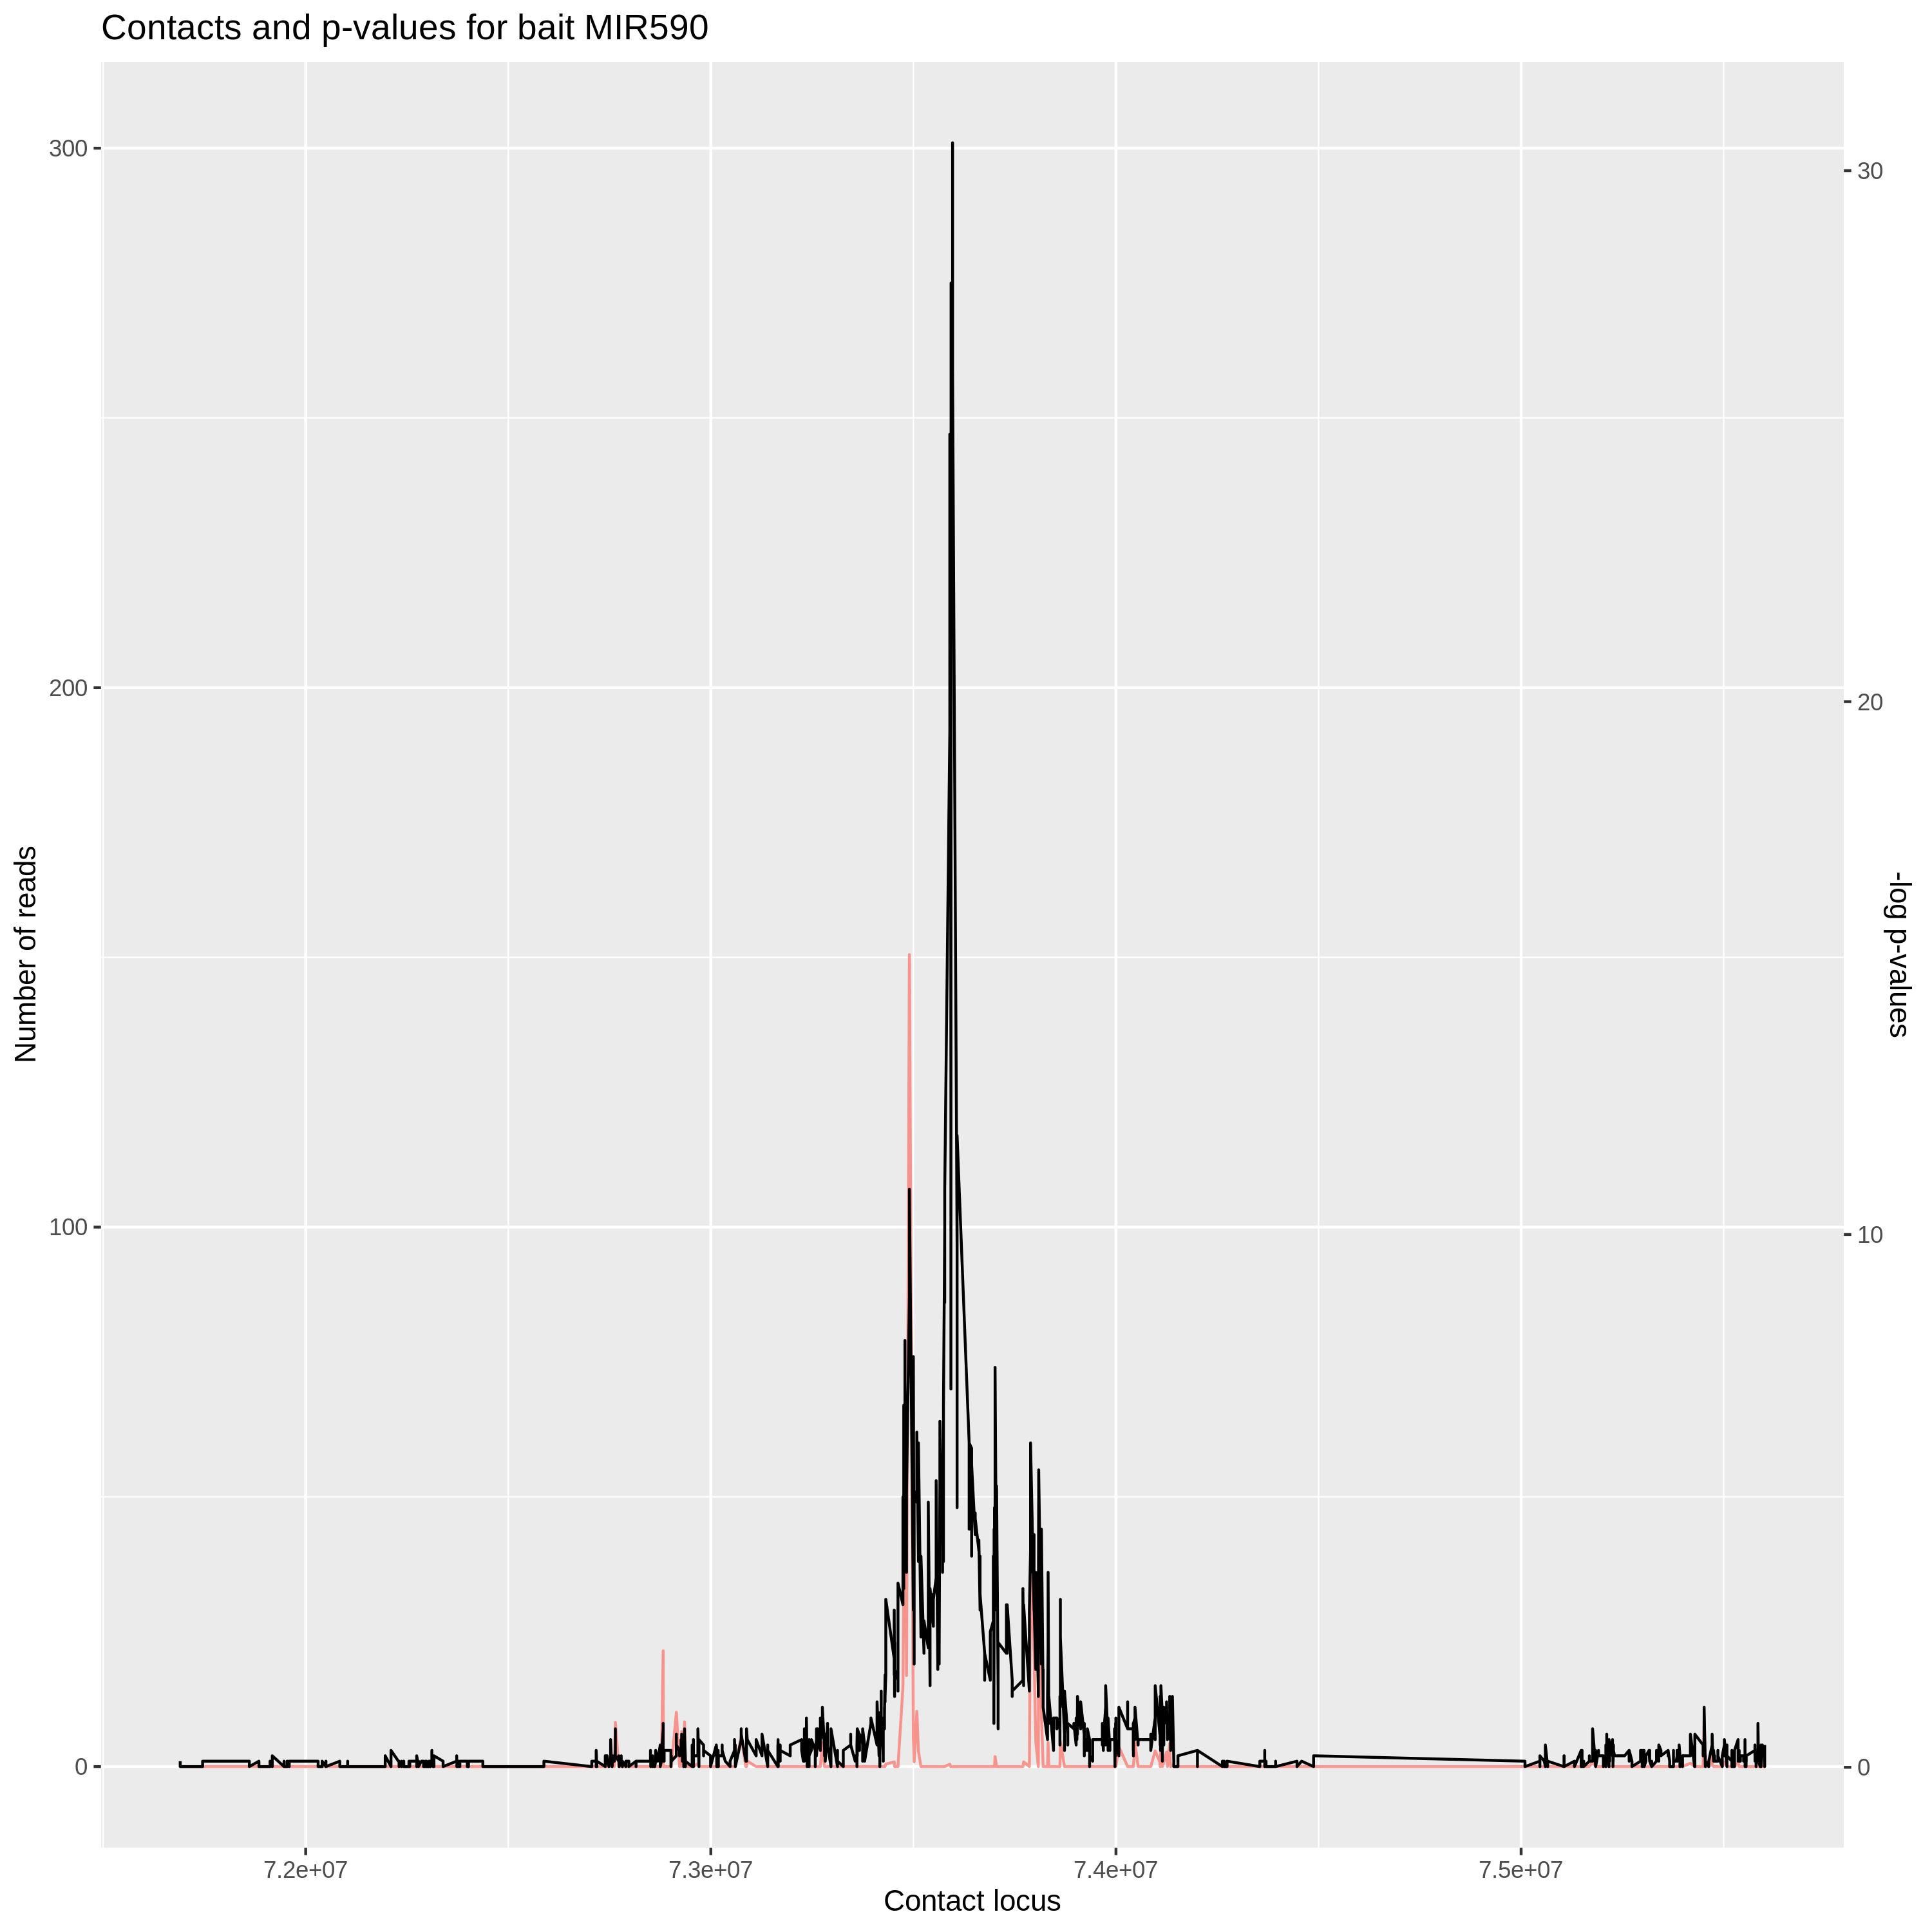 Contacts and p-values for bait MIR590
300
200
100
0
Number of reads
30
20
10
0
-log p-values
7.2e+07
7.3e+07
7.4e+07
7.5e+07
Contact locus